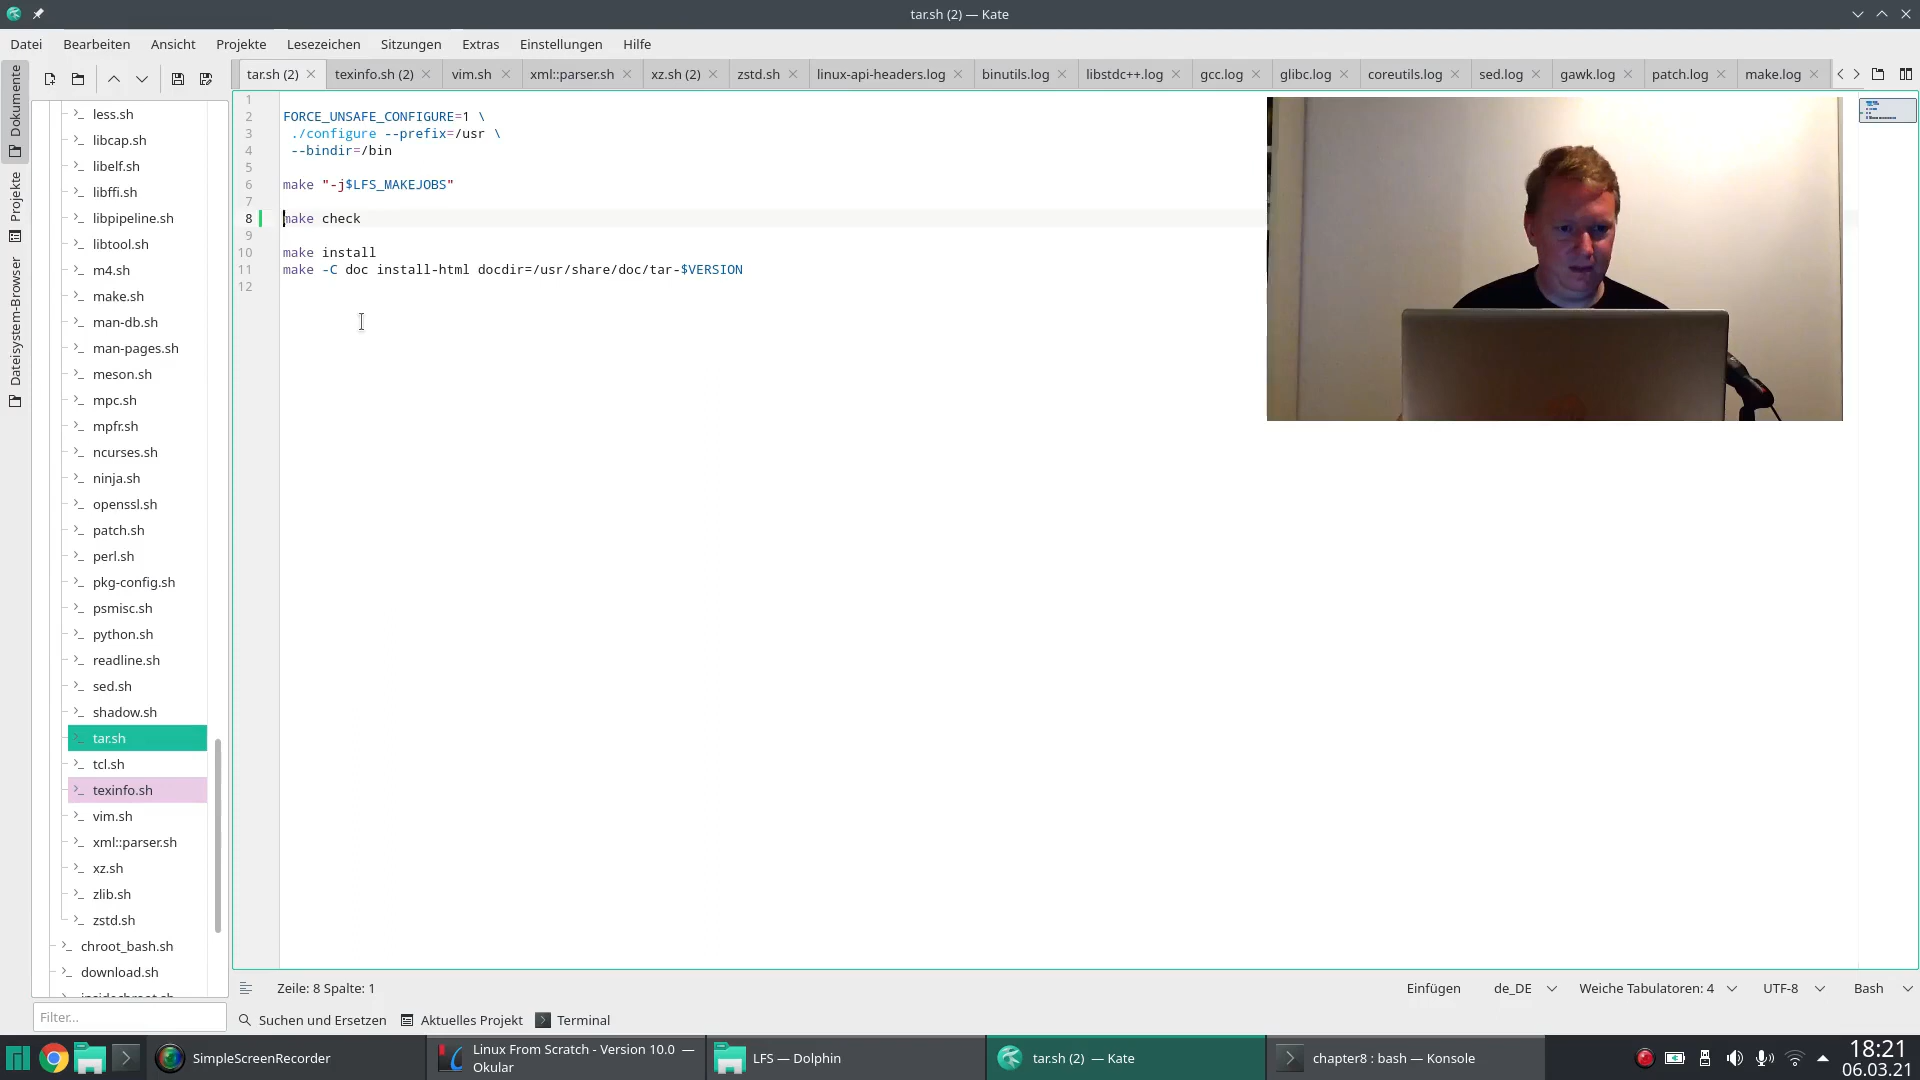 tar.sh (2) — Kate
Datei Bearbeiten Ansicht Projekte Lesezeichen Sitzungen Extras Einstellungen Hilfe
tar.sh (2) texinfo.sh (2) vim.sh xml::parser.sh xz.sh (2) zstd.sh linux-api-headers.log binutils.log libstdc++.log gcc.log glibc.log coreutils.log sed.log gawk.log patch.log make.log
Dokumente
Projekte
Dateisystem-Browser
less.sh
libcap.sh
libelf.sh
libffi.sh
libpipeline.sh
libtool.sh
m4.sh
make.sh
man-db.sh
man-pages.sh
meson.sh
mpc.sh
mpfr.sh
ncurses.sh
ninja.sh
openssl.sh
patch.sh
perl.sh
pkg-config.sh
psmisc.sh
python.sh
readline.sh
sed.sh
shadow.sh
tar.sh
tcl.sh
texinfo.sh
vim.sh
xml::parser.sh
xz.sh
zlib.sh
zstd.sh
chroot_bash.sh
download.sh
Filter...
1
2 FORCE_UNSAFE_CONFIGURE=1 \
3 ./configure --prefix=/usr \
4 --bindir=/bin
5
6 make "-j$LFS_MAKEJOBS"
7
8 make check
9
10 make install
11 make -C doc install-html docdir=/usr/share/doc/tar-$VERSION
12
Zeile: 8 Spalte: 1 Einfügen de_DE Weiche Tabulatoren: 4 UTF-8 Bash
Suchen und Ersetzen Aktuelles Projekt Terminal
SimpleScreenRecorder
Linux From Scratch - Version 10.0 —
Okular
LFS — Dolphin
tar.sh (2) — Kate
chapter8 : bash — Konsole
18:21
06.03.21